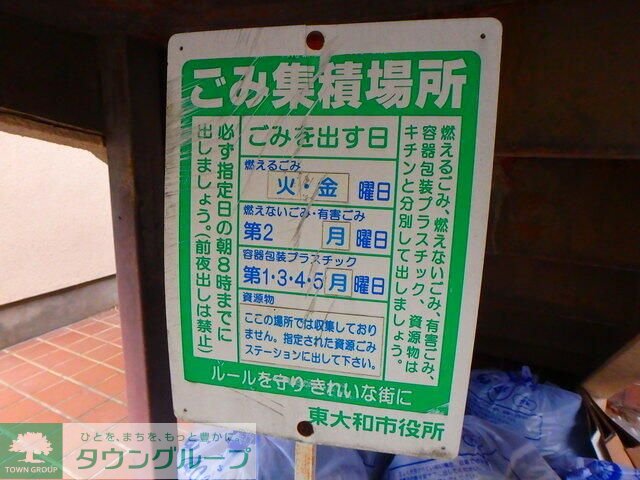 ごみ集積場所
燃えるごみ、燃えないごみ、有害ごみ、
容器包装プラスチック、資源物は
キチンと分別して出しましょう。
ごみを出す日
燃えるごみ
火・金 曜日
燃えないごみ・有害ごみ
第2 月 曜日
容器包装プラスチック
第1・3・4・5 月 曜日
資源物
ここの場所では収集しており
ません。指定された資源ごみ
ステーションに出して下さい。
必ず指定日の朝8時までに
出しましょう。(前夜出しは禁止)
ルールを守り きれいな街に
東大和市役所
TOWN GROUP
ひとを、まちを、もっと豊かに。
タウングループ